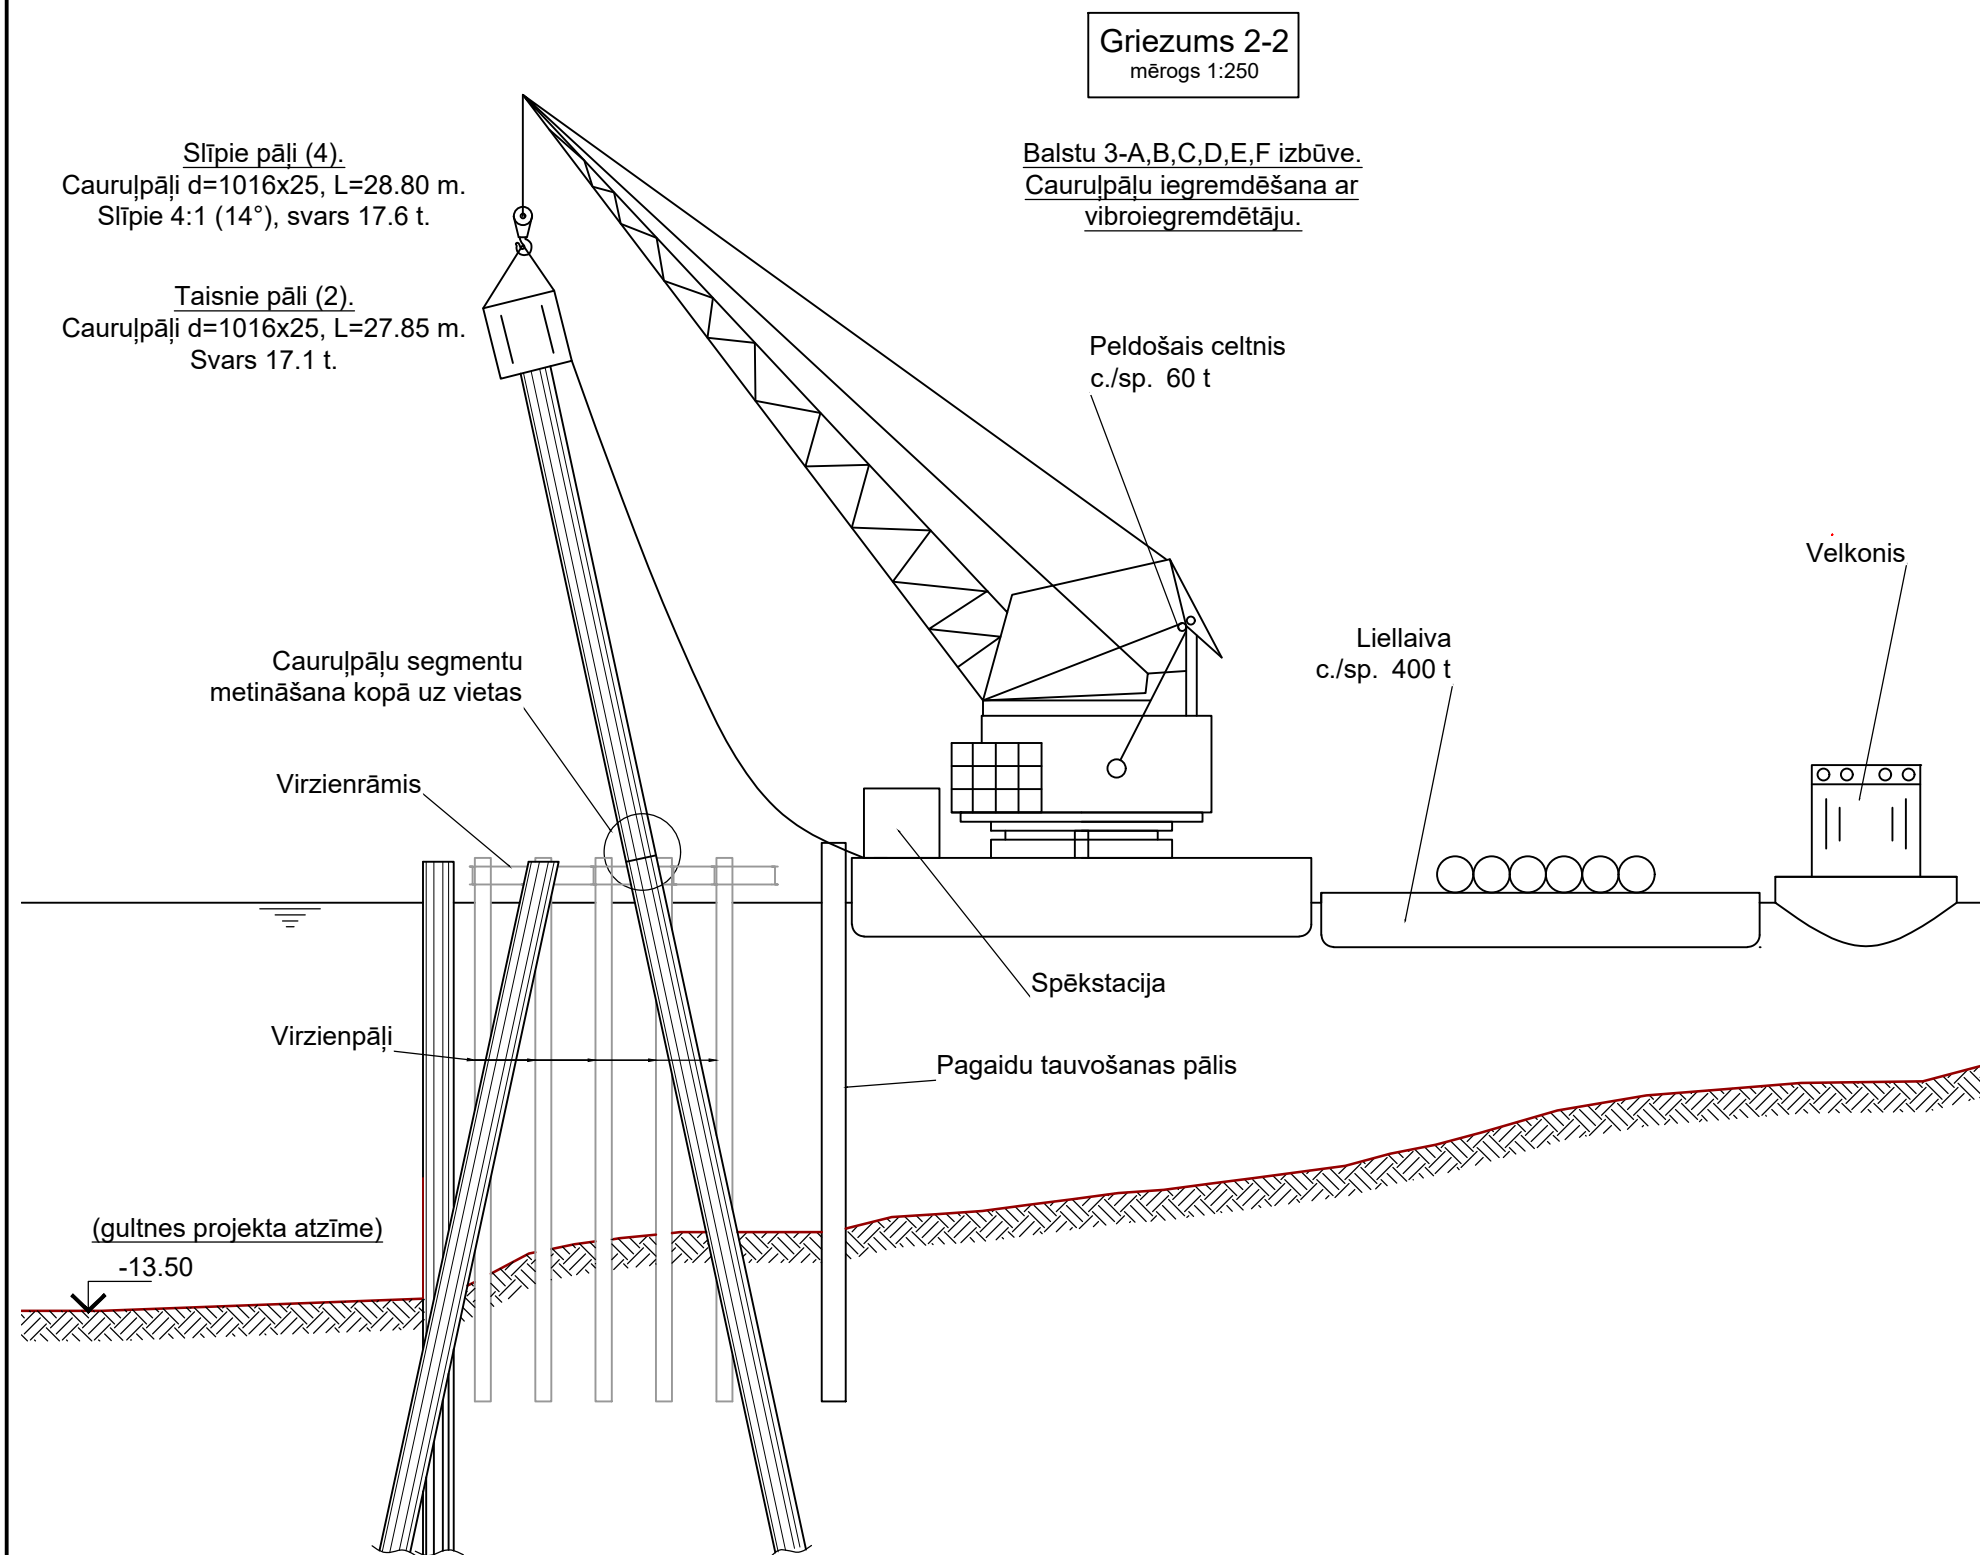 Griezums 2-2
mērogs 1:250
Slīpie pāļi (4).
Cauruļpāļi d=1016x25, L=28.80 m.
Slīpie 4:1 (14°), svars 17.6 t.
Balstu 3-A,B,C,D,E,F izbūve.
Cauruļpāļu iegremdēšana ar
vibroiegremdētāju.
Taisnie pāli (2).
Cauruļpāļi d=1016x25, L=27.85 m.
Svars 17.1 t.
Peldošais celtnis
c./sp.  60 t
Velkonis
Liellaiva
c./sp.  400 t
Cauruļpāļu segmentu
metināšana kopā uz vietas
Virzienrāmis
Spēkstacija
Virzienpāļi
Pagaidu tauvošanas pālis
(gultnes projekta atzīme)
-13.50